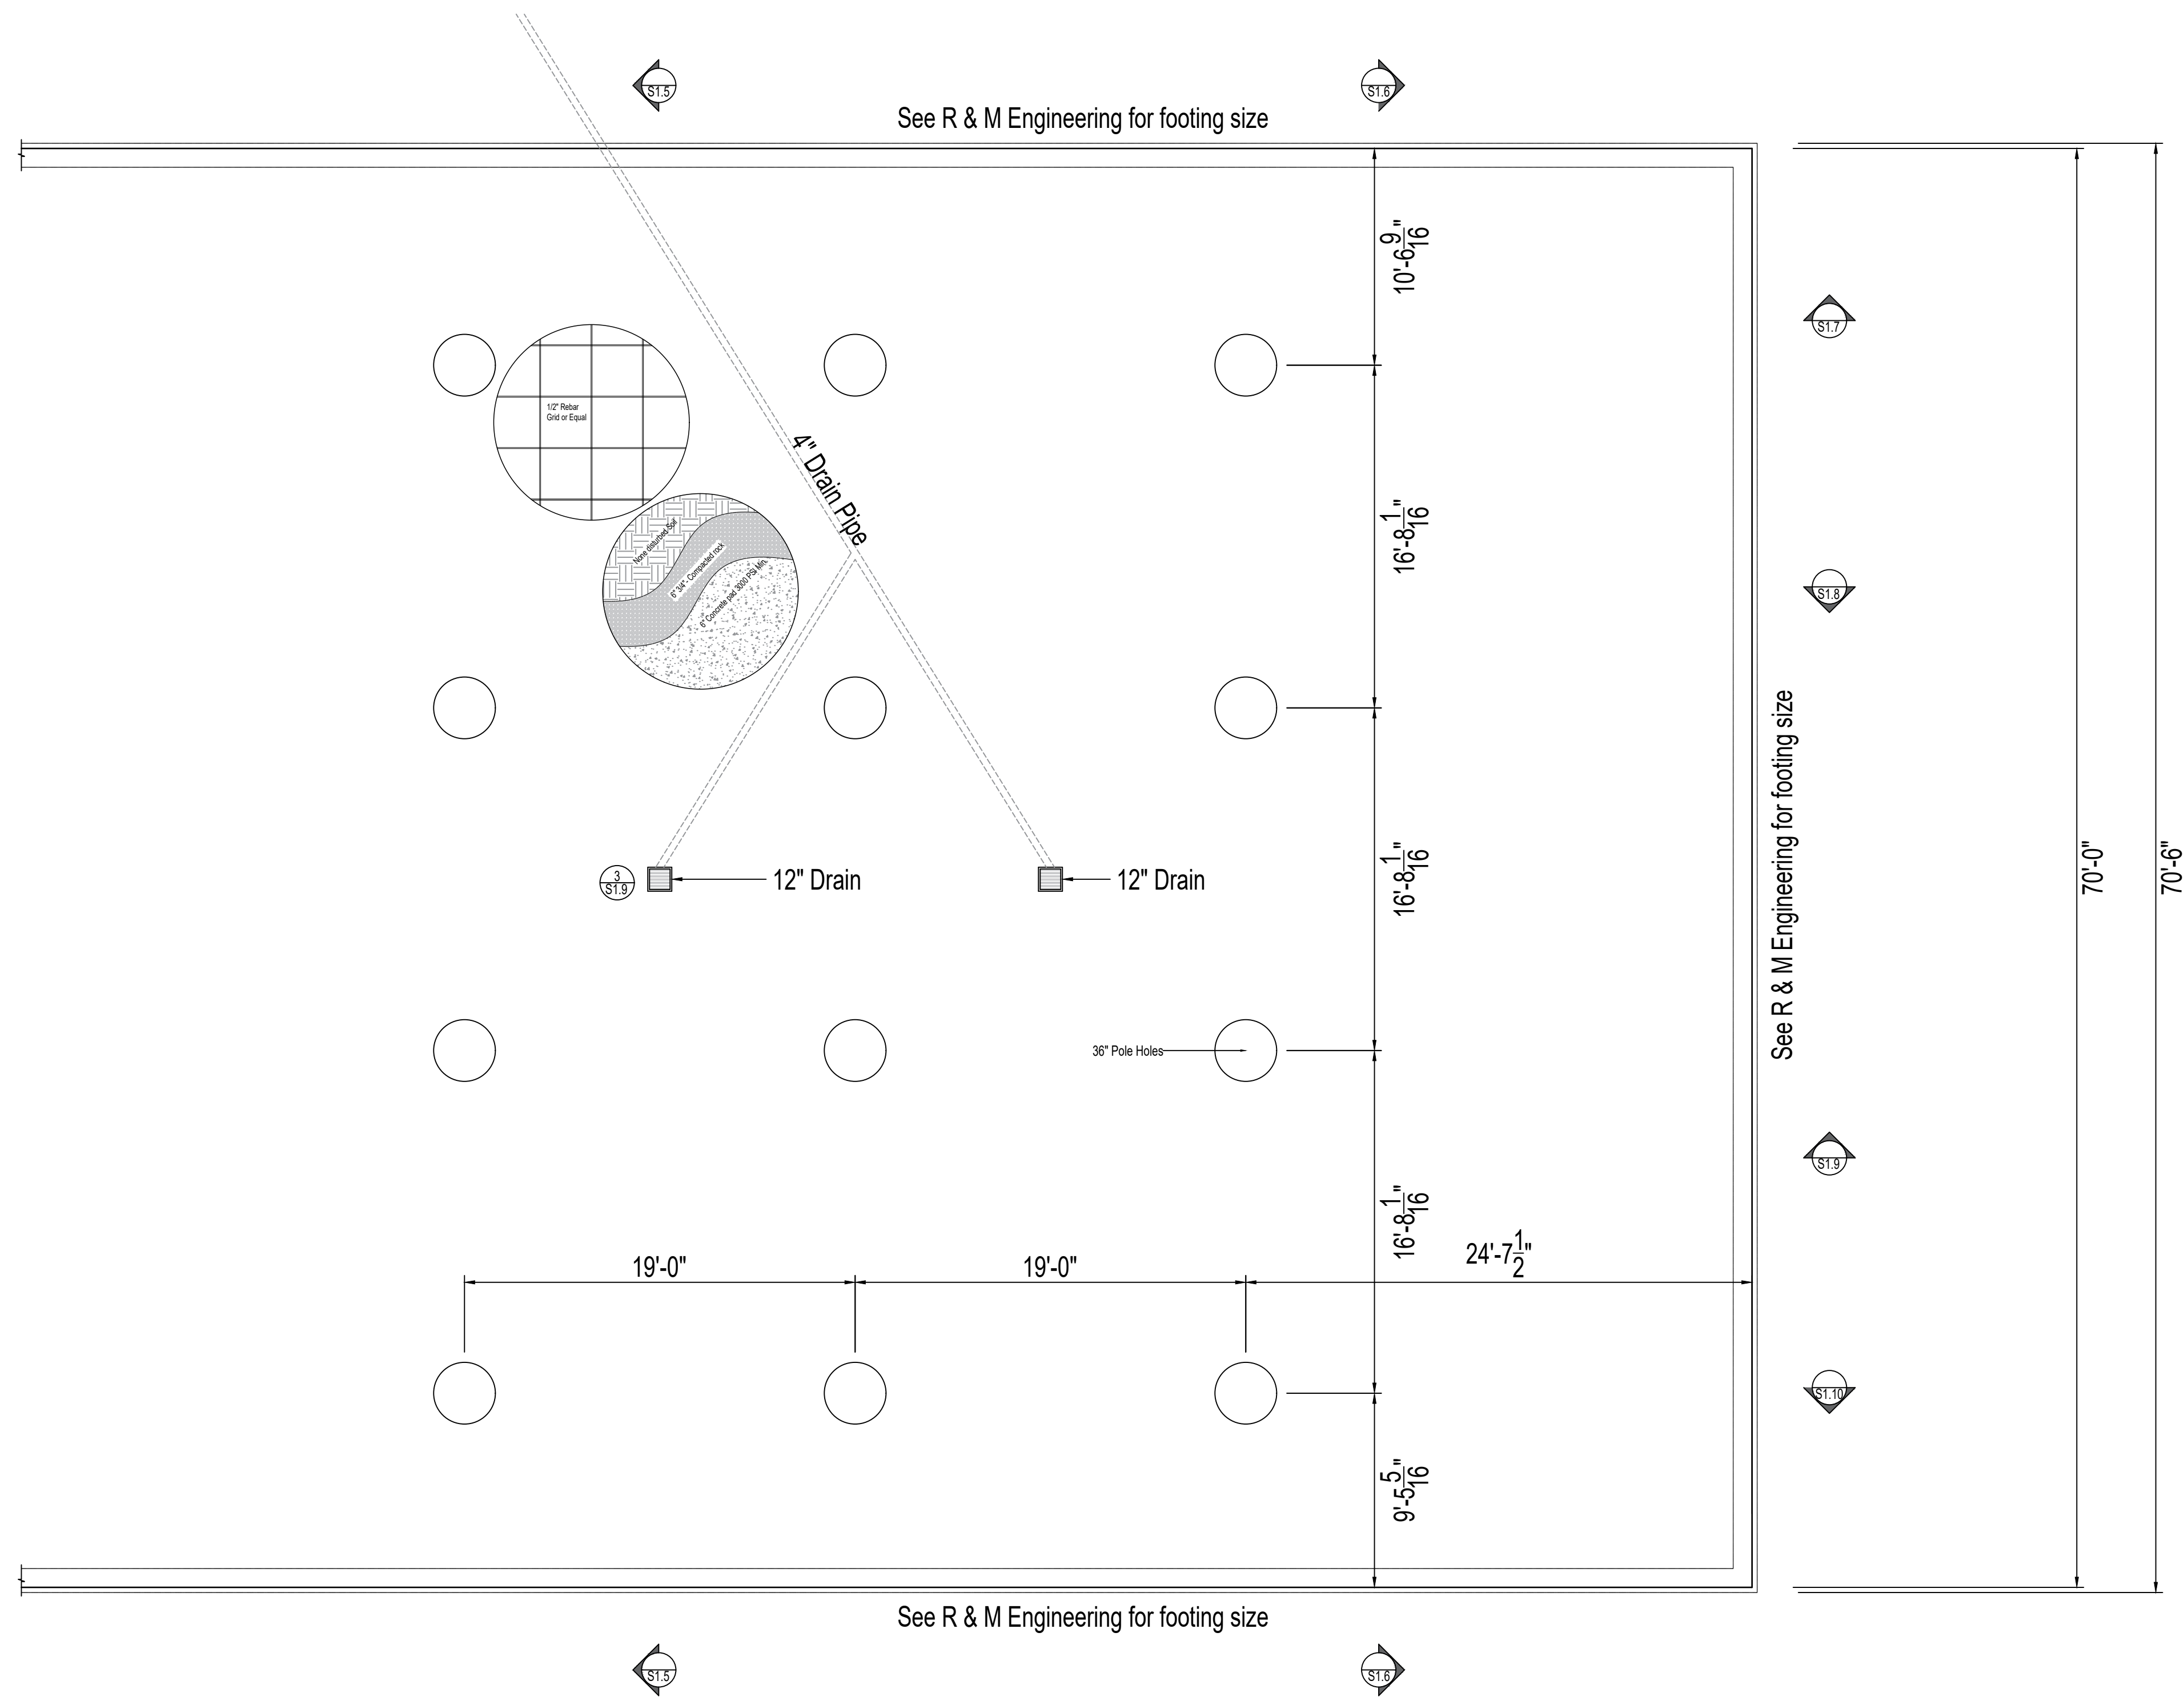 S1.5
S1.6
See R & M Engineering for footing size
10'-6 9/16"
S1.7
1/2" Rebar
Grid or Equal
4" Drain Pipe
None disturbed Soil
6" 3/4"- Compacted rock
6" Concrete pad 3000 PSI Min.
16'-8 1/16"
S1.8
See R & M Engineering for footing size
70'-0"
70'-6"
3
S1.9
12" Drain
12" Drain
16'-8 1/16"
36" Pole Holes
S1.9
16'-8 1/16"
19'-0"
19'-0"
24'-7 1/2"
S1.10
9'-5 5/16"
See R & M Engineering for footing size
S1.5
S1.6